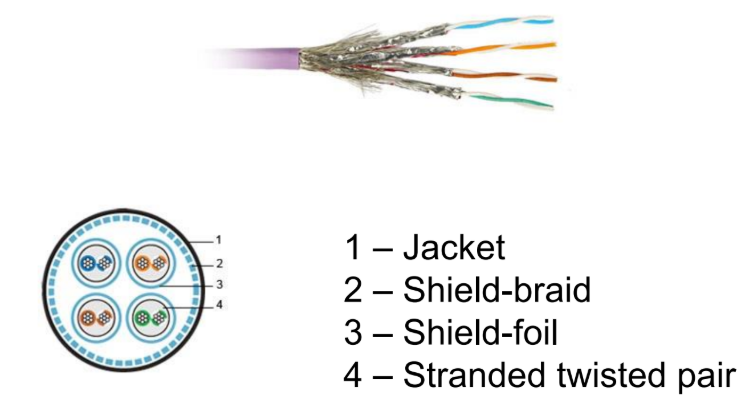 1
2
3
4
1 – Jacket
2 – Shield-braid
3 – Shield-foil
4 – Stranded twisted pair